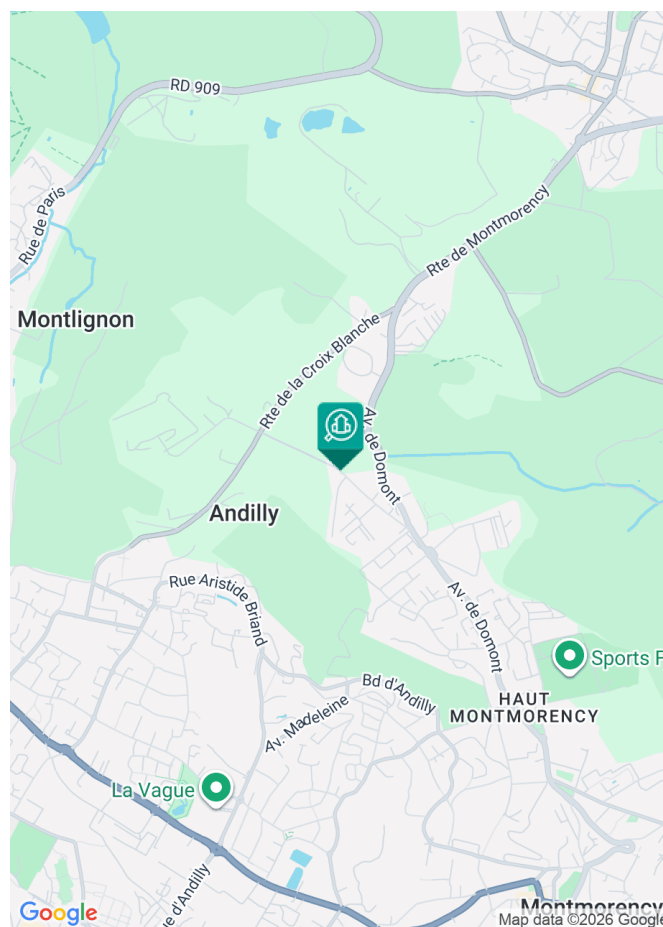 RD 909
Rue de Paris
Rte de Montmorency
Montlignon
Rte de la Croix Blanche
Av. de Domont
Andilly
Rue Aristide Briand
Av. de Domont
Sports F
Bd d'Andilly
HAUT
MONTMORENCY
Av. Madeleine
La Vague
e d'Andilly
Montmorency
Google
Map data ©2026 Google